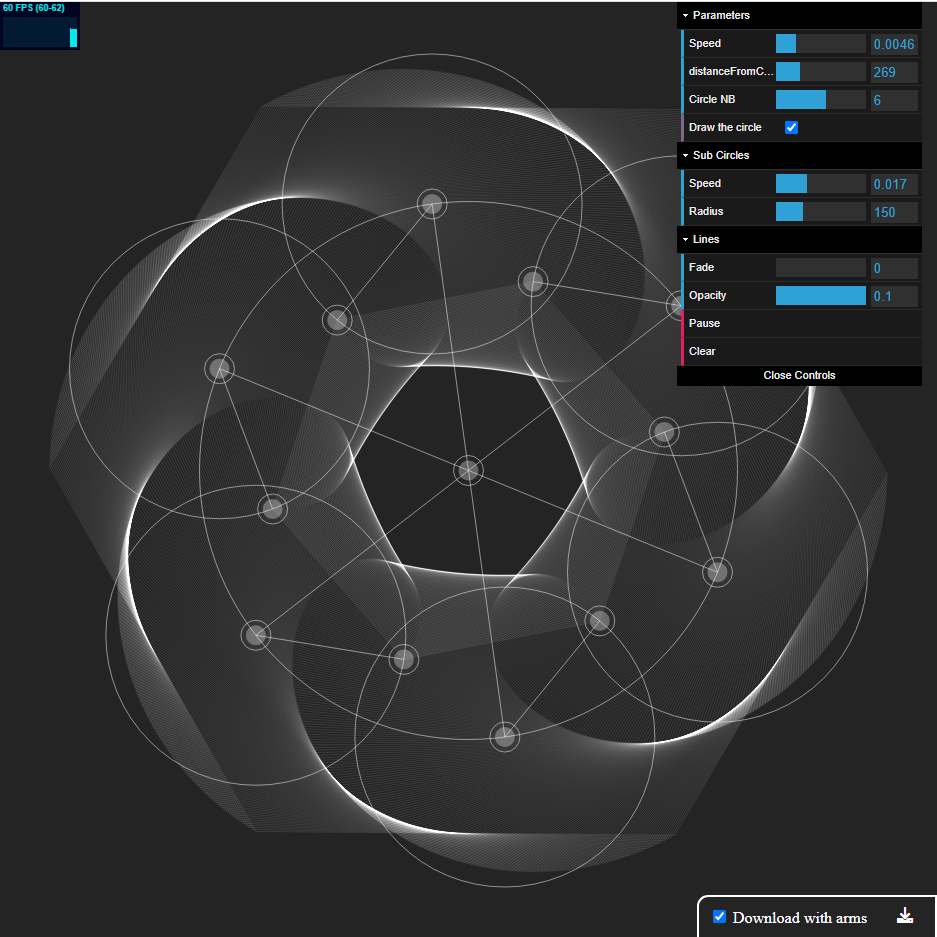 60 FPS (60-62)
Parameters
Speed 0.0046
distanceFromC... 269
Circle NB 6
Draw the circle
Sub Circles
Speed 0.017
Radius 150
Lines
Fade 0
Opacity 0.1
Pause
Clear
Close Controls
Download with arms